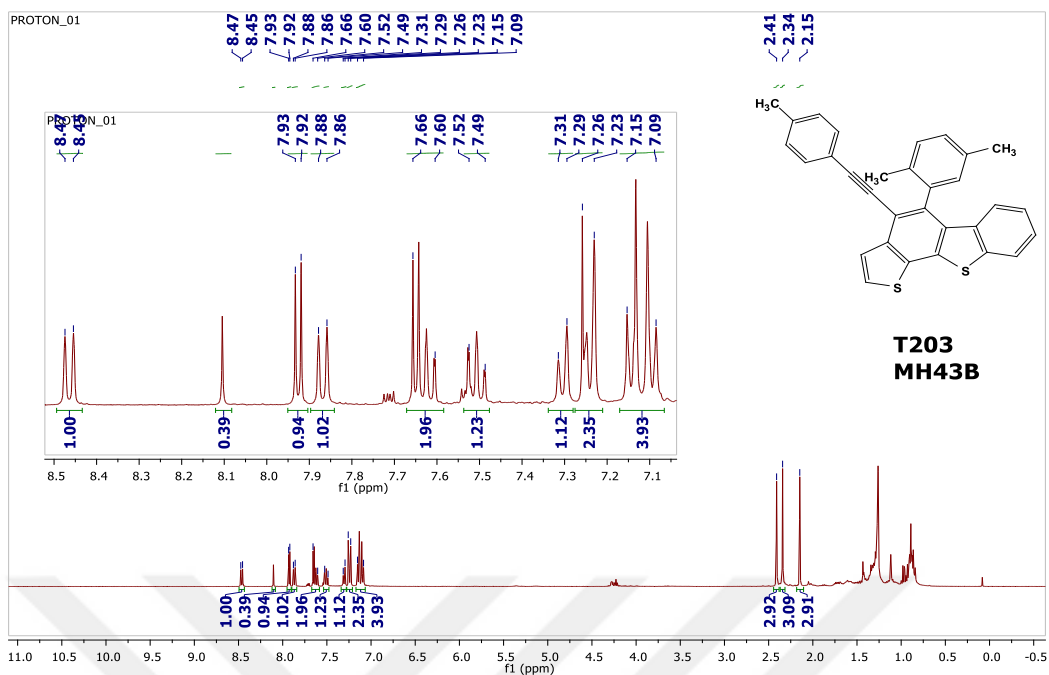 PROTON_01
8.47 8.45 7.93 7.92 7.88 7.86 7.66 7.60 7.52 7.49 7.31 7.29 7.26 7.23 7.15 7.09
2.41 2.34 2.15
PROTON_01
8.47 8.45 7.93 7.92 7.88 7.86 7.66 7.60 7.52 7.49 7.31 7.29 7.26 7.23 7.15 7.09
1.00 0.39 0.94 1.02 1.96 1.23 1.12 2.35 3.93
8.5 8.4 8.3 8.2 8.1 8.0 7.9 7.8 7.7 7.6 7.5 7.4 7.3 7.2 7.1
f1 (ppm)
H₃C
H₃C
CH₃
S
S
T203
MH43B
1.00 0.39 0.94 1.02 1.96 1.23 1.12 2.35 3.93
2.92 3.09 2.91
11.0 10.5 10.0 9.5 9.0 8.5 8.0 7.5 7.0 6.5 6.0 5.5 5.0 4.5 4.0 3.5 3.0 2.5 2.0 1.5 1.0 0.5 0.0 -0.5
f1 (ppm)